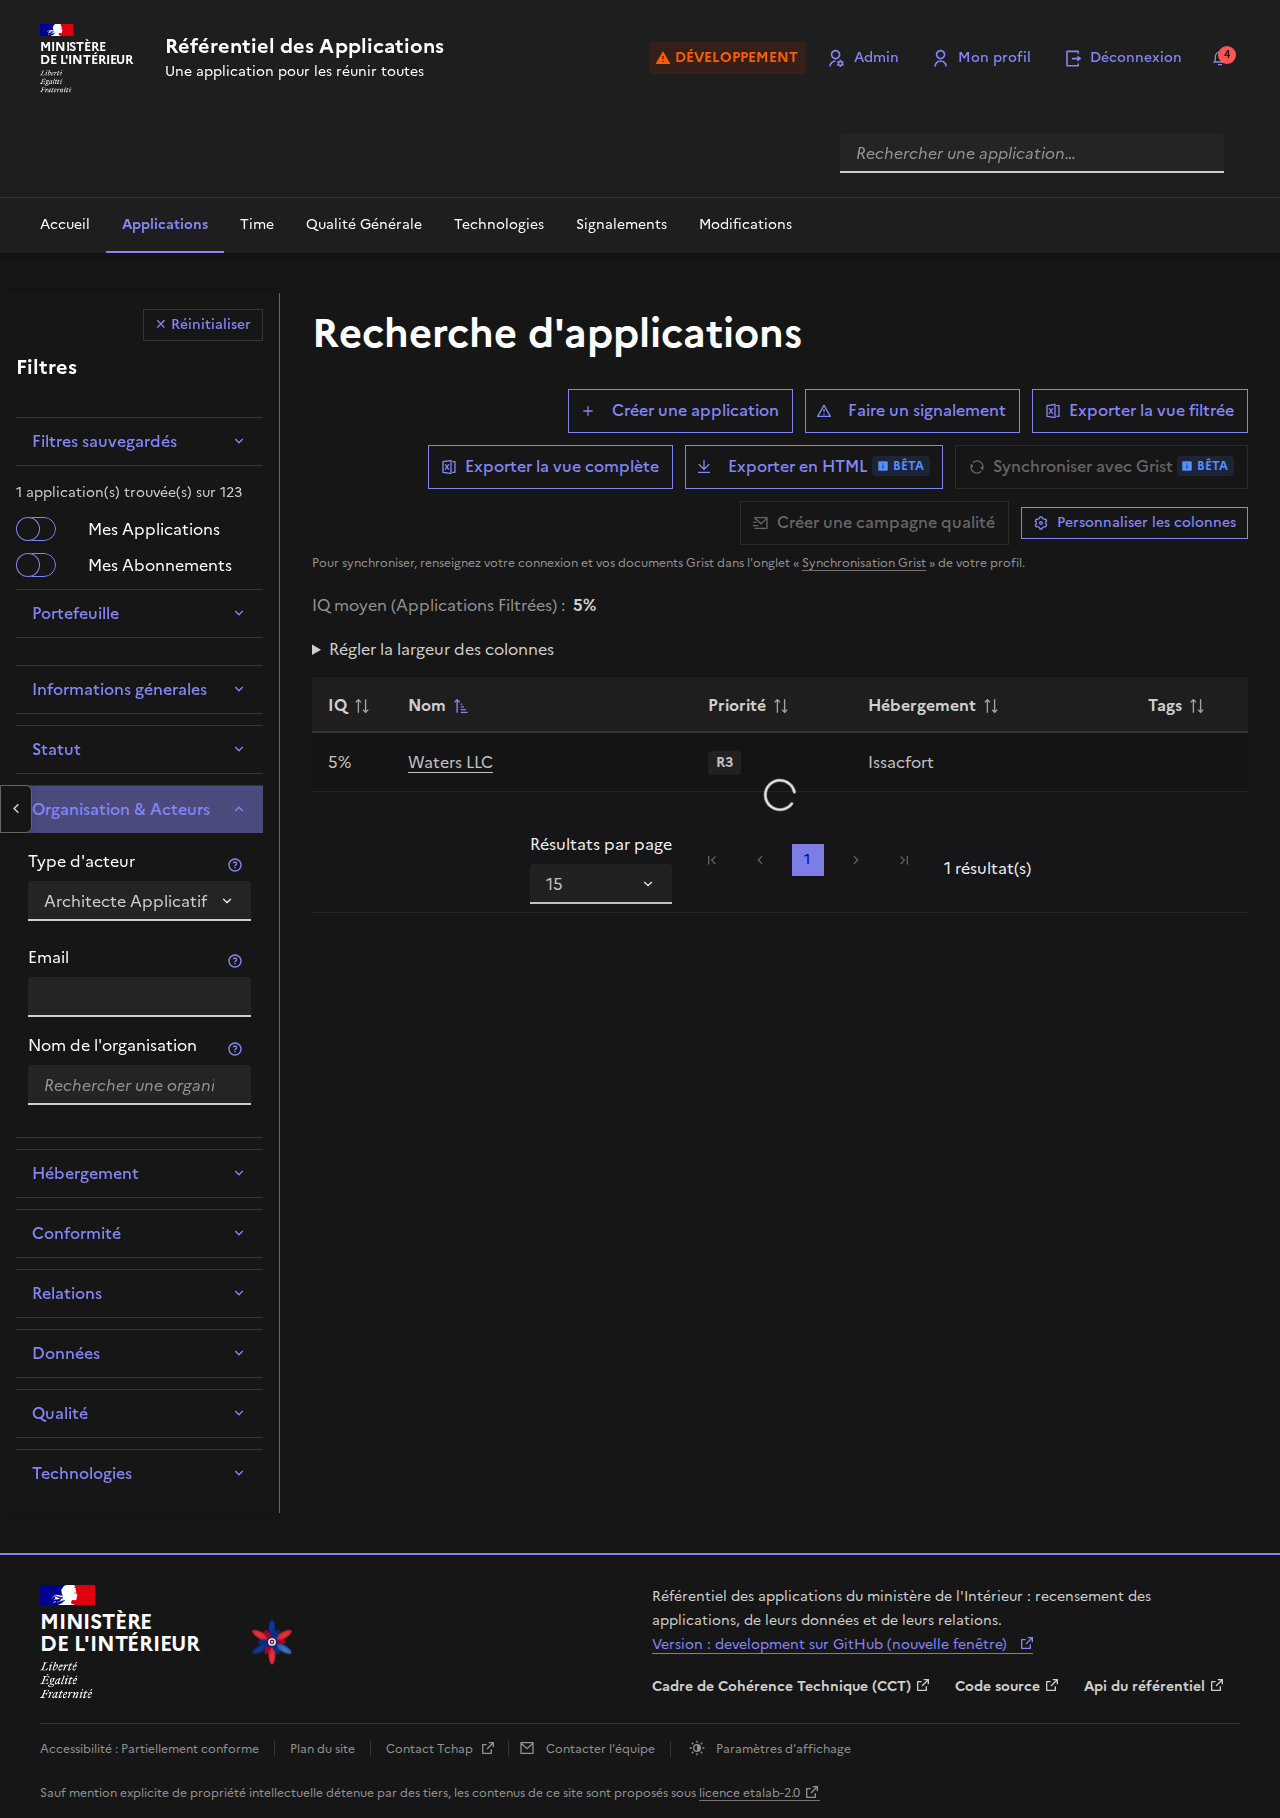 MINISTÈRE
DE L'INTÉRIEUR
Liberté
Égalité
Fraternité
Référentiel des Applications
Une application pour les réunir toutes
DÉVELOPPEMENT
Admin
Mon profil
Déconnexion
4
Rechercher une application...
Accueil
Applications
Time
Qualité Générale
Technologies
Signalements
Modifications
Réinitialiser
Filtres
Filtres sauvegardés
1 application(s) trouvée(s) sur 123
Mes Applications
Mes Abonnements
Portefeuille
Informations génerales
Statut
Organisation & Acteurs
Type d'acteur
Architecte Applicatif
Email
Nom de l'organisation
Rechercher une organi
Hébergement
Conformité
Relations
Données
Qualité
Technologies
Recherche d'applications
Créer une application
Faire un signalement
Exporter la vue filtrée
Exporter la vue complète
Exporter en HTML BÊTA
Synchroniser avec Grist BÊTA
Créer une campagne qualité
Personnaliser les colonnes
Pour synchroniser, renseignez votre connexion et vos documents Grist dans l'onglet « Synchronisation Grist » de votre profil.
IQ moyen (Applications Filtrées) : 5%
Régler la largeur des colonnes
IQ Nom Priorité Hébergement Tags
5% Waters LLC R3 Issacfort
Résultats par page
15
1
1 résultat(s)
MINISTÈRE
DE L'INTÉRIEUR
Liberté
Égalité
Fraternité
Référentiel des applications du ministère de l'Intérieur : recensement des
applications, de leurs données et de leurs relations.
Version : development sur GitHub (nouvelle fenêtre)
Cadre de Cohérence Technique (CCT)
Code source
Api du référentiel
Accessibilité : Partiellement conforme
Plan du site
Contact Tchap
Contacter l'équipe
Paramètres d'affichage
Sauf mention explicite de propriété intellectuelle détenue par des tiers, les contenus de ce site sont proposés sous licence etalab-2.0